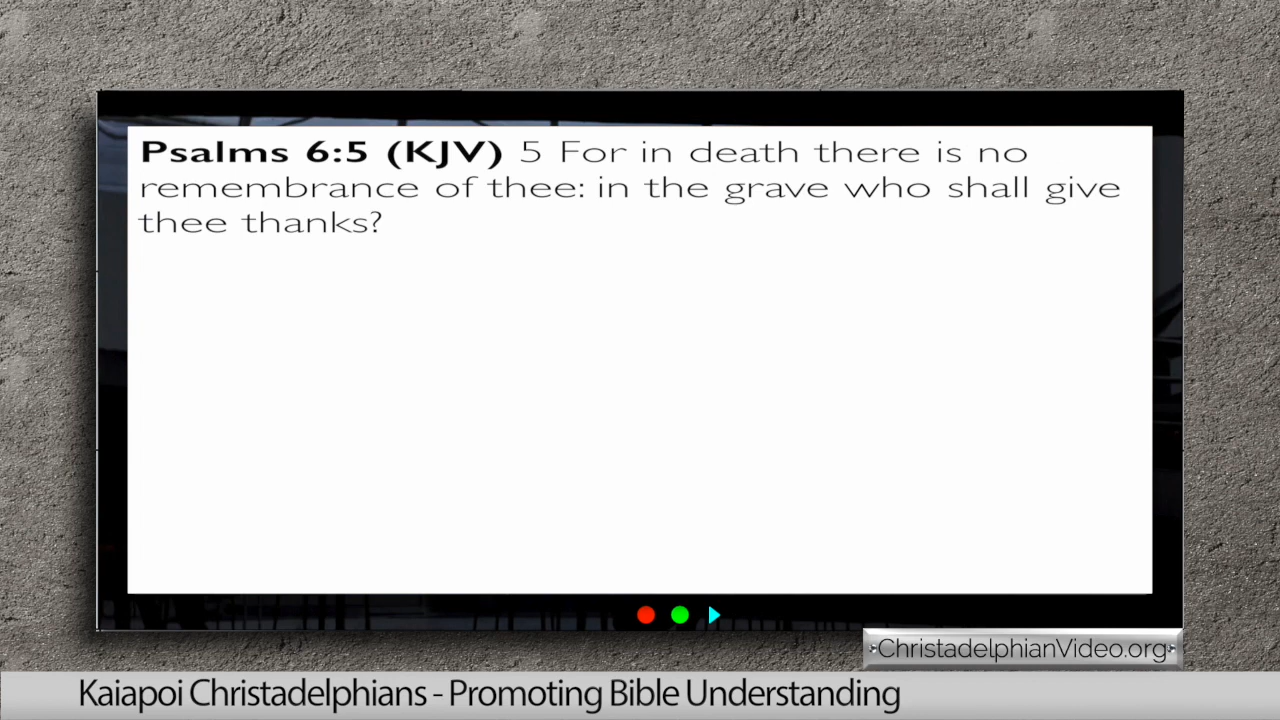 Psalms 6:5 (KJV) 5 For in death there is no
remembrance of thee: in the grave who shall give
thee thanks?
ChristadelphianVideo.org
Kaiapoi Christadelphians - Promoting Bible Understanding